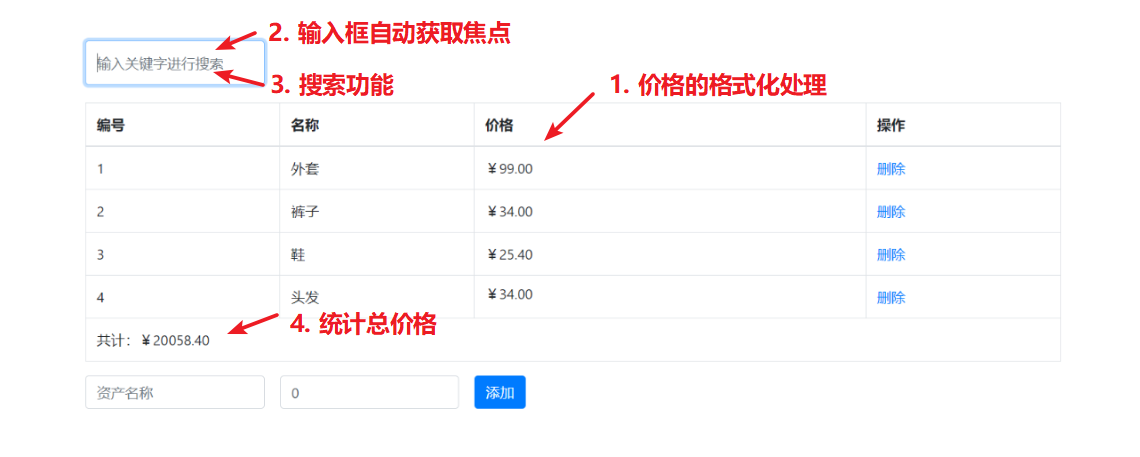 2. 输入框自动获取焦点
输入关键字进行搜索
3. 搜索功能
1. 价格的格式化处理
编号 名称 价格 操作
1 外套 ￥99.00 删除
2 裤子 ￥34.00 删除
3 鞋 ￥25.40 删除
4 头发 ￥34.00 删除
4. 统计总价格
共计：￥20058.40
资产名称 0 添加